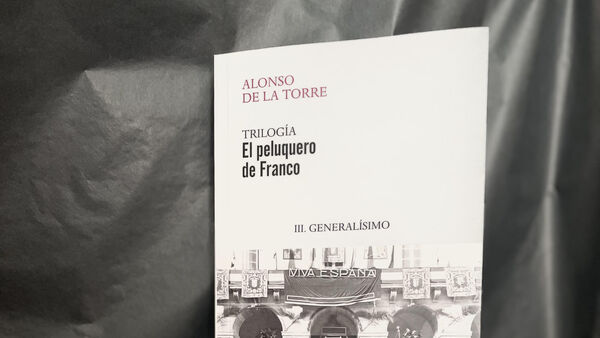 ALONSO
DE LA TORRE
TRILOGÍA
El peluquero
de Franco
III. GENERALÍSIMO
VIVA ESPAÑA